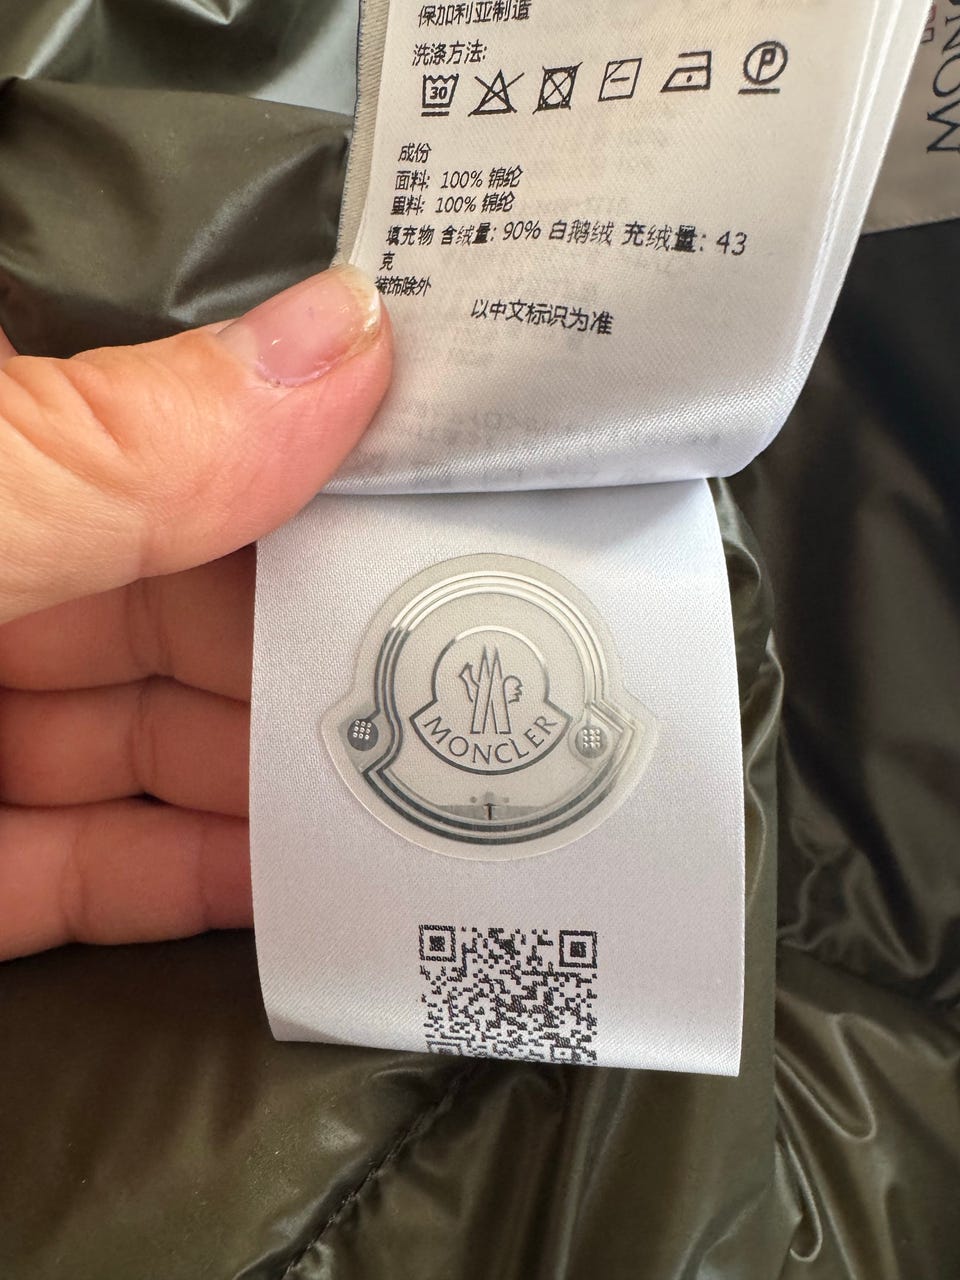 保加利亚制造
洗涤方法:
30
P
成份
面料: 100% 锦纶
里料: 100% 锦纶
填充物 含绒量: 90% 白鹅绒 充绒量: 43
克
装饰除外
以中文标识为准
MONCLER